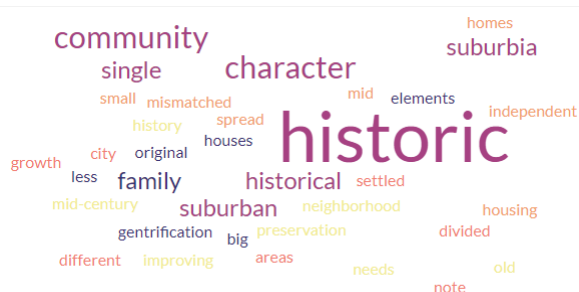 homes
community
suburbia
single
character
small
mismatched
mid
elements
independent
history
spread
historic
growth
city
original
houses
less
family
historical
settled
mid-century
suburban
neighborhood
housing
gentrification
big
preservation
divided
different
improving
areas
needs
old
note